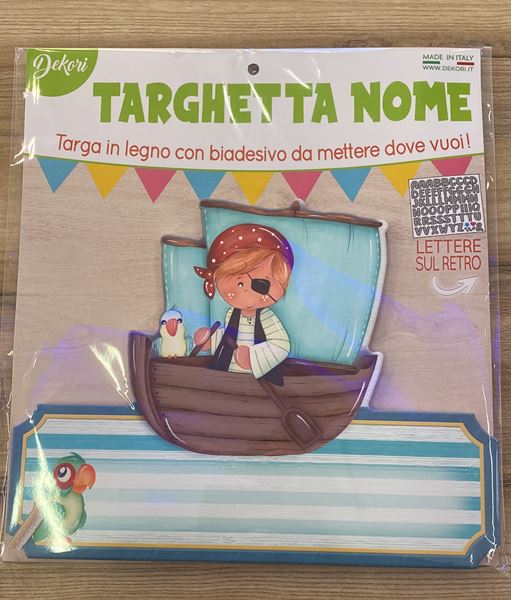 Dekori
MADE IN ITALY
WWW.DEKORI.IT
TARGHETTA NOME
Targa in legno con biadesivo da mettere dove vuoi!
LETTERE
SUL RETRO